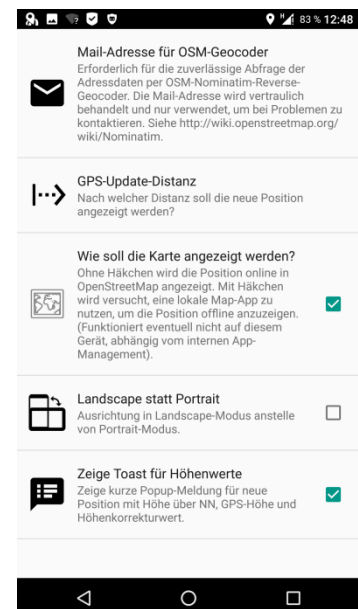 83 % 12:48
Mail-Adresse für OSM-Geocoder
Erforderlich für die zuverlässige Abfrage der
Adressdaten per OSM-Nominatim-Reverse-
Geocoder. Die Mail-Adresse wird vertraulich
behandelt und nur verwendet, um bei Problemen zu
kontaktieren. Siehe http://wiki.openstreetmap.org/
wiki/Nominatim.
GPS-Update-Distanz
Nach welcher Distanz soll die neue Position
angezeigt werden?
Wie soll die Karte angezeigt werden?
Ohne Häkchen wird die Position online in
OpenStreetMap angezeigt. Mit Häkchen
wird versucht, eine lokale Map-App zu
nutzen, um die Position offline anzuzeigen.
(Funktioniert eventuell nicht auf diesem
Gerät, abhängig vom internen App-
Management).
Landscape statt Portrait
Ausrichtung in Landscape-Modus anstelle
von Portrait-Modus.
Zeige Toast für Höhenwerte
Zeige kurze Popup-Meldung für neue
Position mit Höhe über NN, GPS-Höhe und
Höhenkorrekturwert.